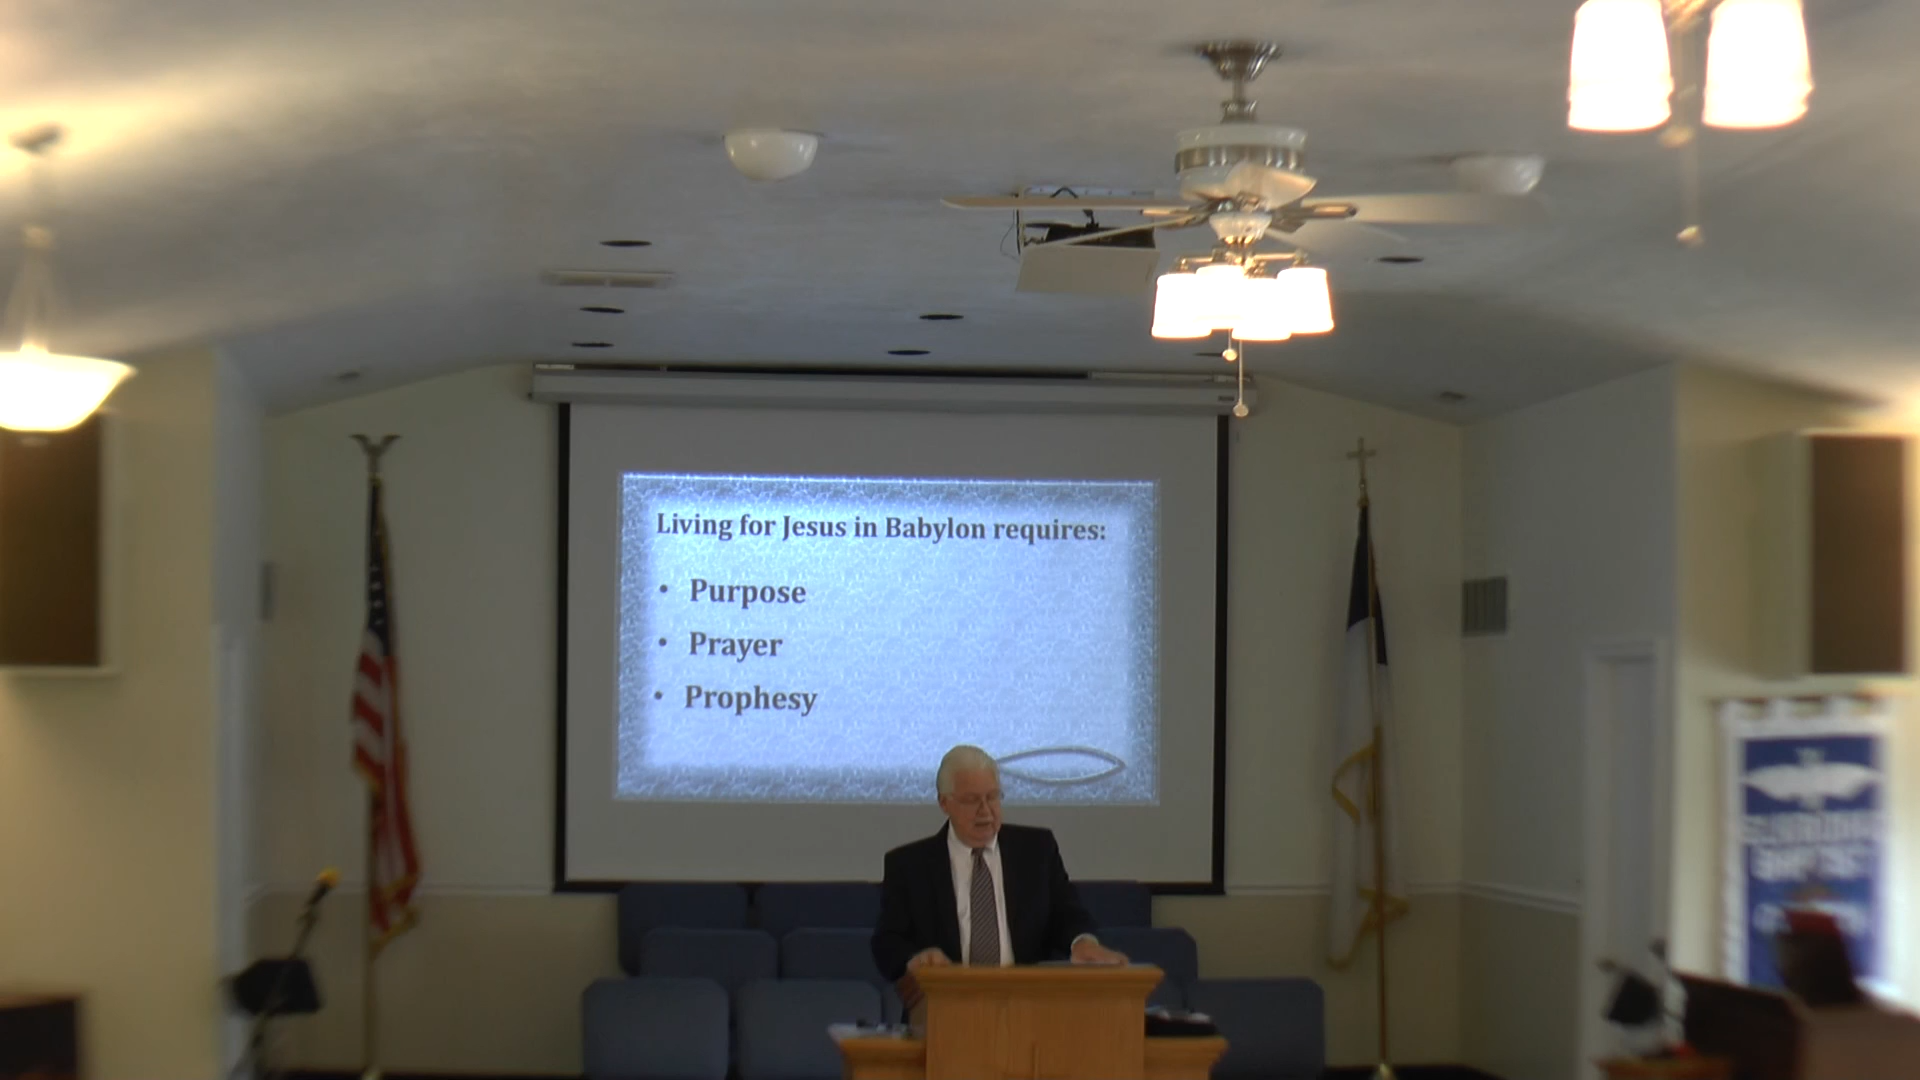 Living for Jesus in Babylon requires:
• Purpose
• Prayer
• Prophesy